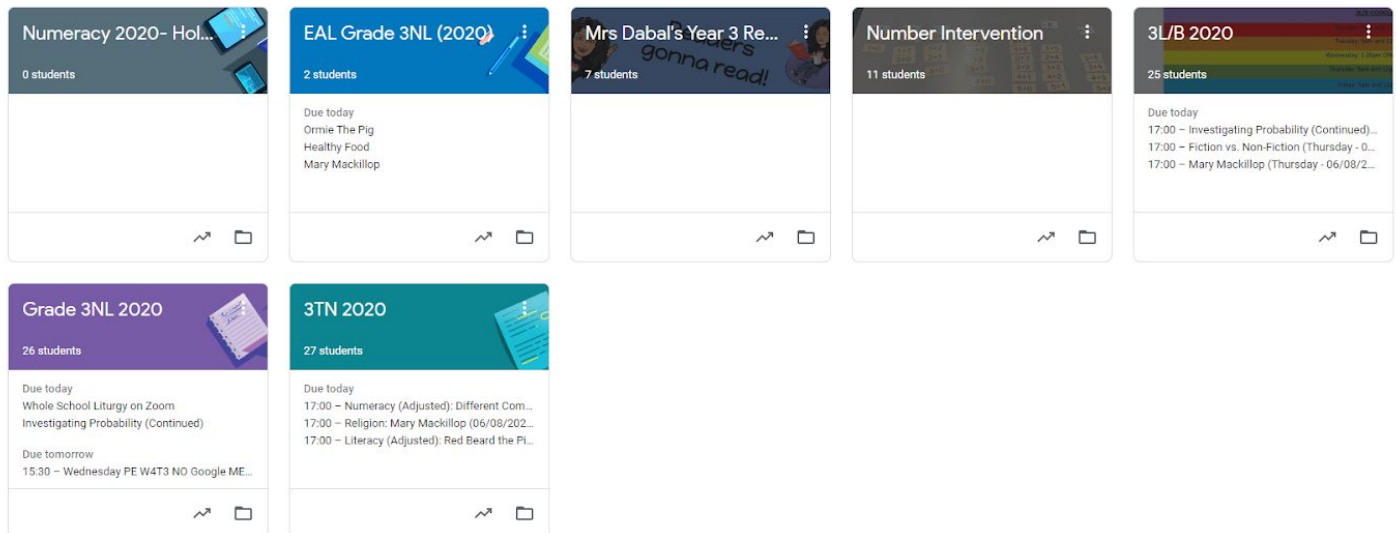 Numeracy 2020- Hol...
0 students
EAL Grade 3NL (2020)
2 students
Due today
Ormie The Pig
Healthy Food
Mary Mackillop
Mrs Dabal's Year 3 Re...
7 students
Readers
gonna read!
Number Intervention
11 students
3L/B 2020
25 students
Due today
17:00 – Investigating Probability (Continued)...
17:00 – Fiction vs. Non-Fiction (Thursday - 0...
17:00 – Mary Mackillop (Thursday - 06/08/2...
Grade 3NL 2020
26 students
Due today
Whole School Liturgy on Zoom
Investigating Probability (Continued)
Due tomorrow
15:30 – Wednesday PE W4T3 NO Google ME...
3TN 2020
27 students
Due today
17:00 – Numeracy (Adjusted): Different Com...
17:00 – Religion: Mary Mackillop (06/08/202...
17:00 – Literacy (Adjusted): Red Beard the Pi...